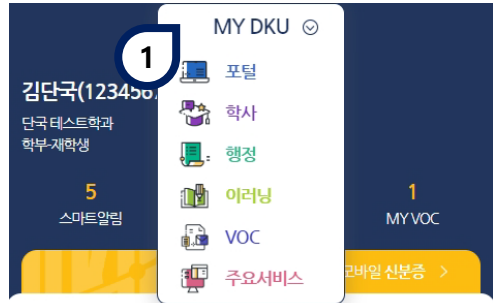 MY DKU
1
포털
김단국(1234567
학사
단국 테스트학과
학부-재학생
행정
5
이러닝
1
스마트알림
VOC
MY VOC
주요서비스
모바일 신분증 >